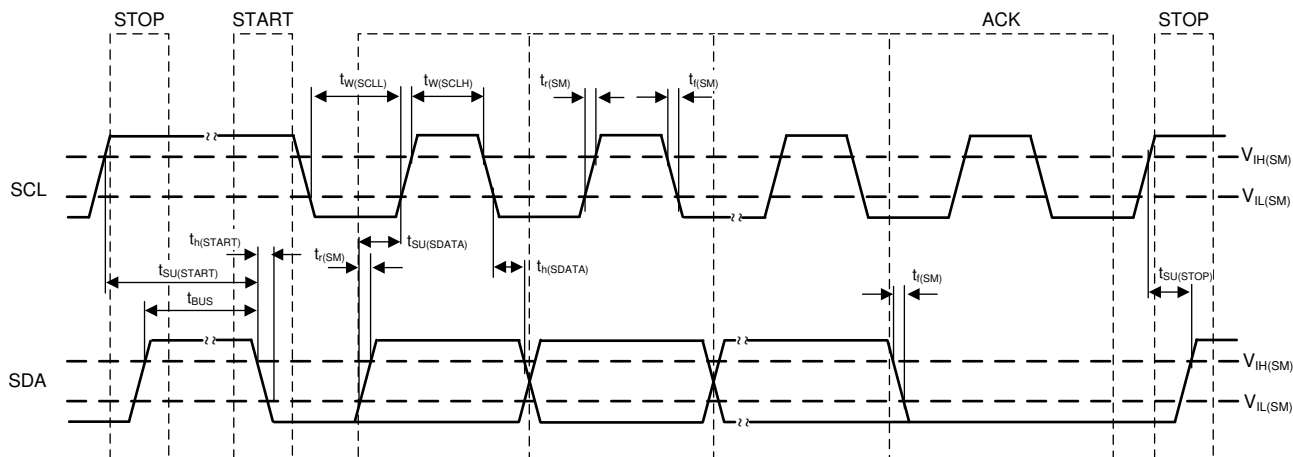 STOP START ACK STOP
tW(SCLL) tW(SCLH) tr(SM) tf(SM)
VIH(SM)
SCL
VIL(SM)
th(START) tr(SM) tSU(SDATA)
th(SDATA)
tSU(START) tf(SM) tSU(STOP)
tBUS
VIH(SM)
SDA
VIL(SM)